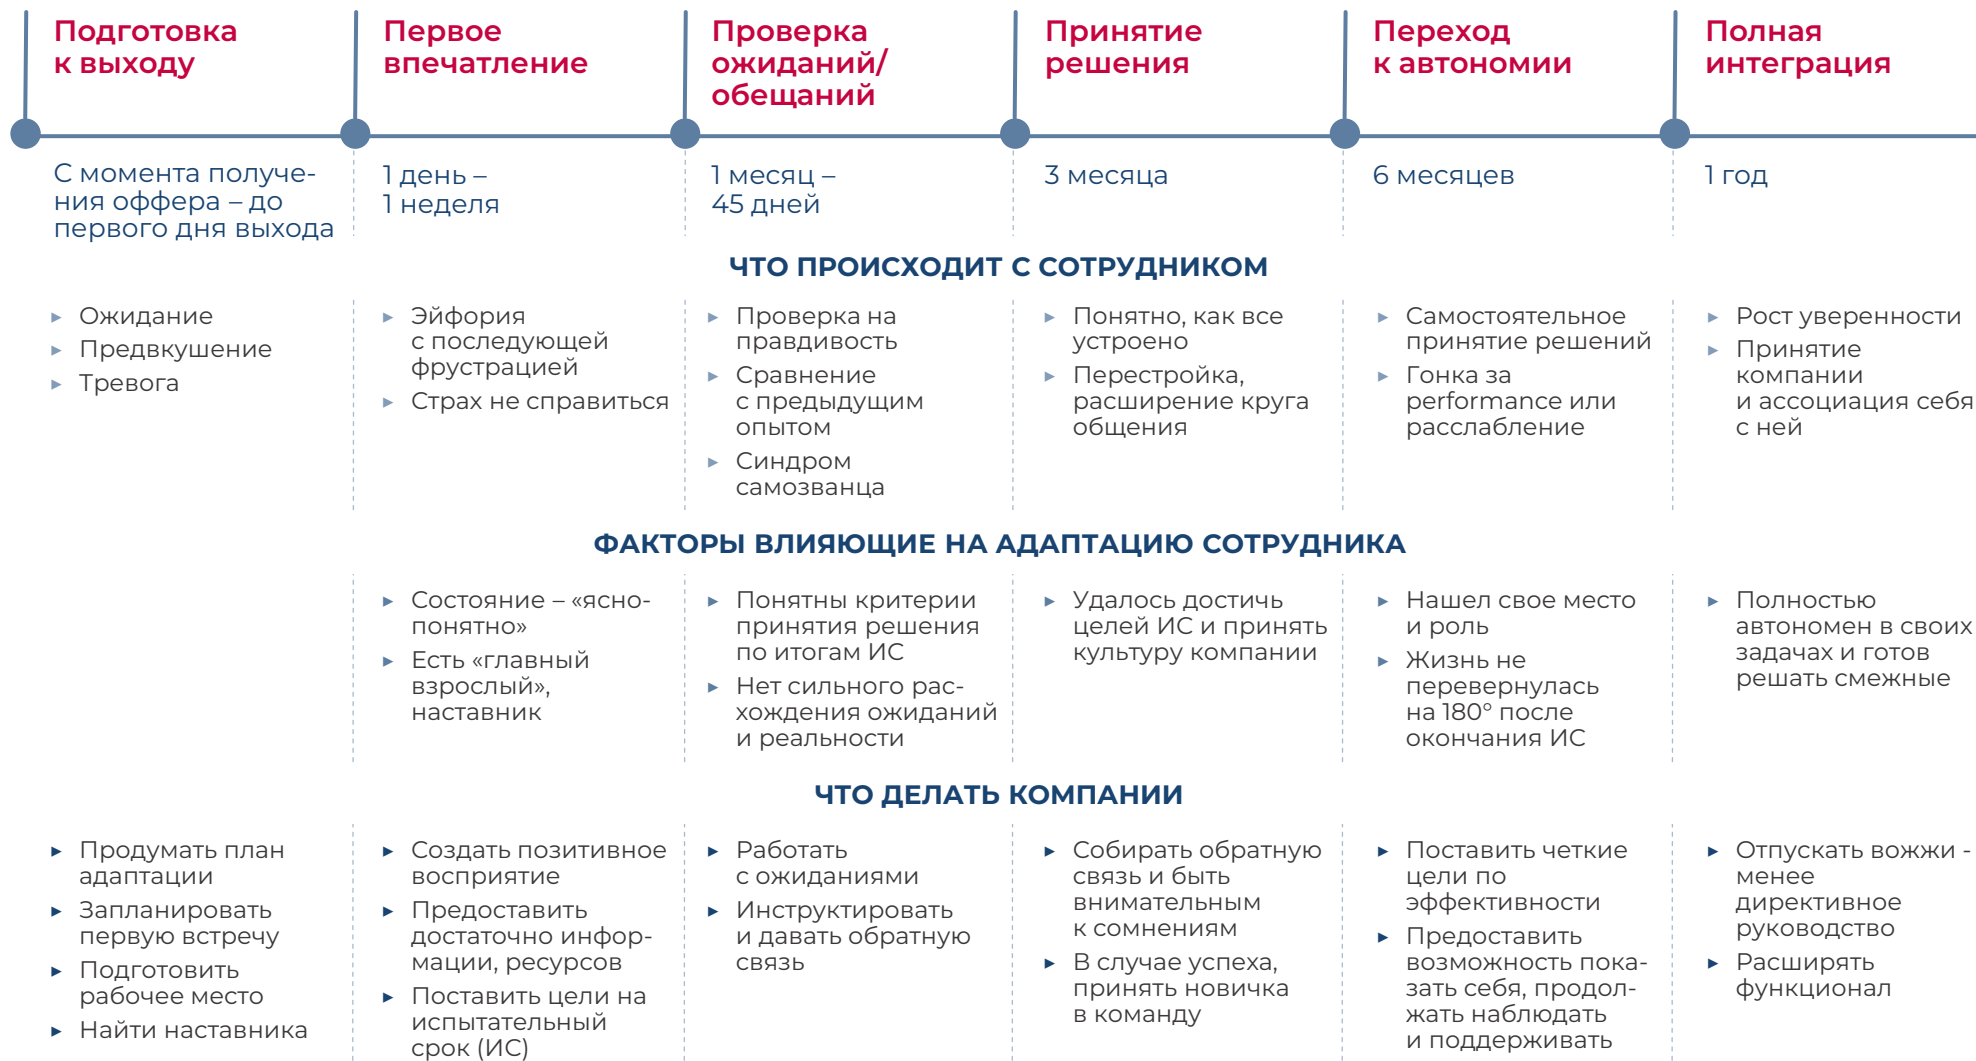 Подготовка
к выходу
Первое
впечатление
Проверка
ожиданий/
обещаний
Принятие
решения
Переход
к автономии
Полная
интеграция
С момента получе-
ния оффера – до
первого дня выхода
1 день –
1 неделя
1 месяц –
45 дней
3 месяца
6 месяцев
1 год
ЧТО ПРОИСХОДИТ С СОТРУДНИКОМ
► Ожидание
► Предвкушение
► Тревога
► Эйфория
с последующей
фрустрацией
► Страх не справиться
► Проверка на
правдивость
► Сравнение
с предыдущим
опытом
► Синдром
самозванца
► Понятно, как все
устроено
► Перестройка,
расширение круга
общения
► Самостоятельное
принятие решений
► Гонка за
performance или
расслабление
► Рост уверенности
► Принятие
компании
и ассоциация себя
с ней
ФАКТОРЫ ВЛИЯЮЩИЕ НА АДАПТАЦИЮ СОТРУДНИКА
► Состояние – «ясно-
понятно»
► Есть «главный
взрослый»,
наставник
► Понятны критерии
принятия решения
по итогам ИС
► Нет сильного рас-
хождения ожиданий
и реальности
► Удалось достичь
целей ИС и принять
культуру компании
► Нашел свое место
и роль
► Жизнь не
перевернулась
на 180° после
окончания ИС
► Полностью
автономен в своих
задачах и готов
решать смежные
ЧТО ДЕЛАТЬ КОМПАНИИ
► Продумать план
адаптации
► Запланировать
первую встречу
► Подготовить
рабочее место
► Найти наставника
► Создать позитивное
восприятие
► Предоставить
достаточно инфор-
мации, ресурсов
► Поставить цели на
испытательный
срок (ИС)
► Работать
с ожиданиями
► Инструктировать
и давать обратную
связь
► Собирать обратную
связь и быть
внимательным
к сомнениям
► В случае успеха,
принять новичка
в команду
► Поставить четкие
цели по
эффективности
► Предоставить
возможность пока-
зать себя, продол-
жать наблюдать
и поддерживать
► Отпускать вожжи -
менее
директивное
руководство
► Расширять
функционал